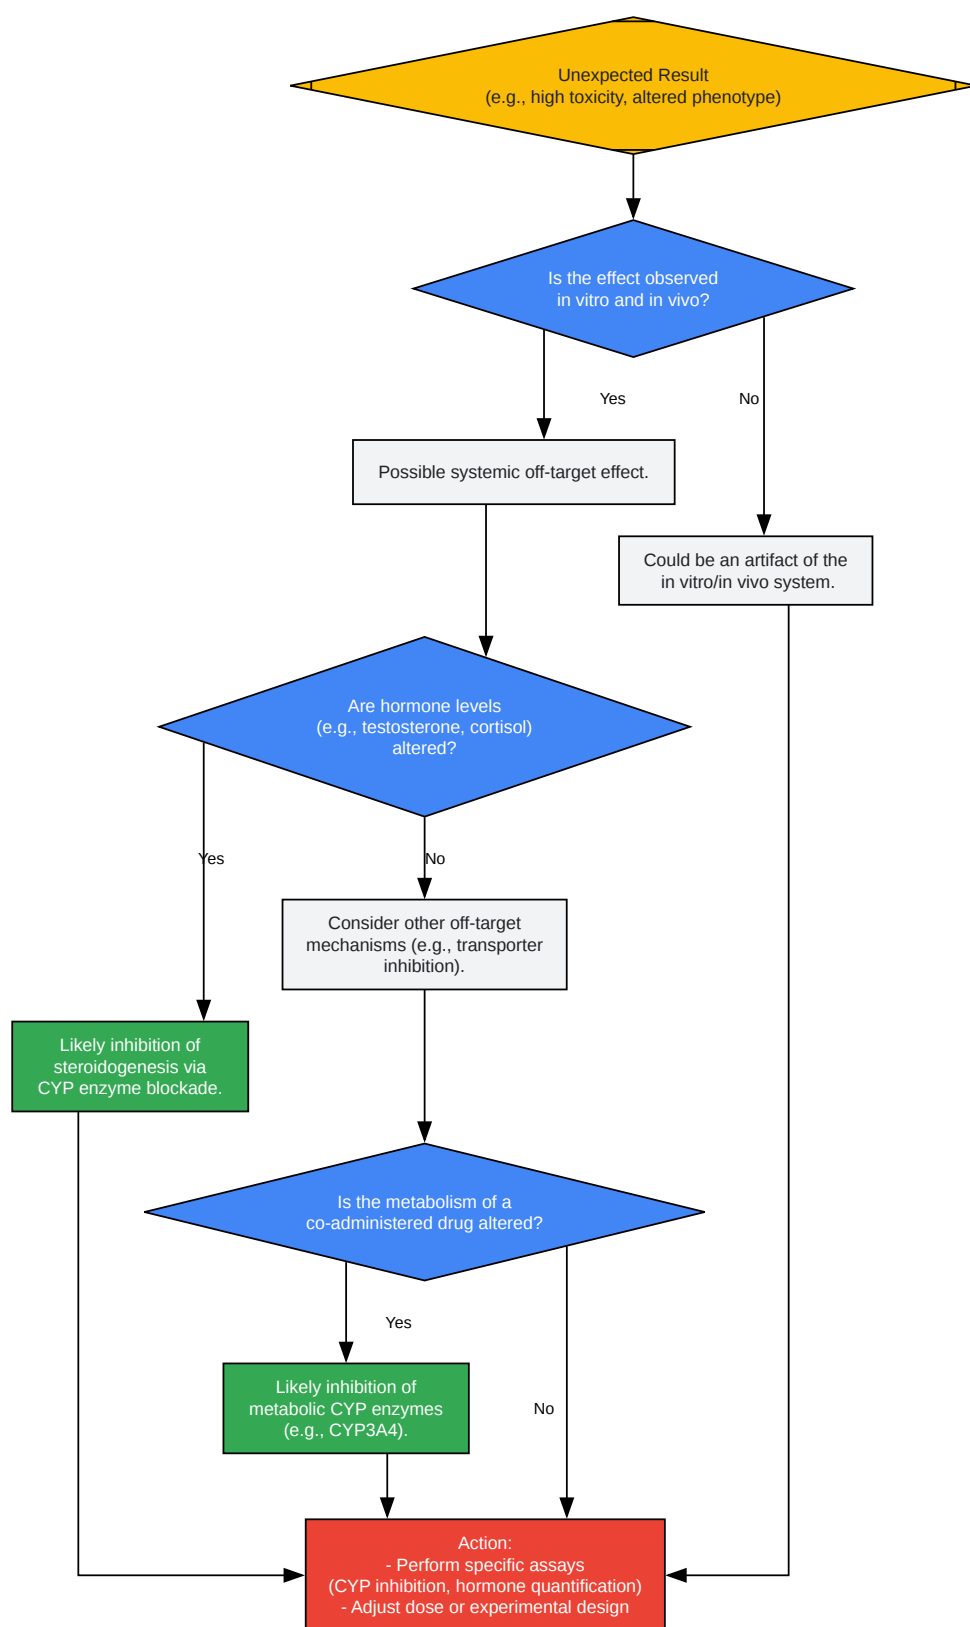 Unexpected Result
(e.g., high toxicity, altered phenotype)
Is the effect observed
in vitro and in vivo?
Yes
No
Possible systemic off-target effect.
Could be an artifact of the
in vitro/in vivo system.
Are hormone levels
(e.g., testosterone, cortisol)
altered?
Yes
No
Consider other off-target
mechanisms (e.g., transporter
inhibition).
Likely inhibition of
steroidogenesis via
CYP enzyme blockade.
Is the metabolism of a
co-administered drug altered?
Yes
No
Likely inhibition of
metabolic CYP enzymes
(e.g., CYP3A4).
Action:
- Perform specific assays
(CYP inhibition, hormone quantification)
- Adjust dose or experimental design